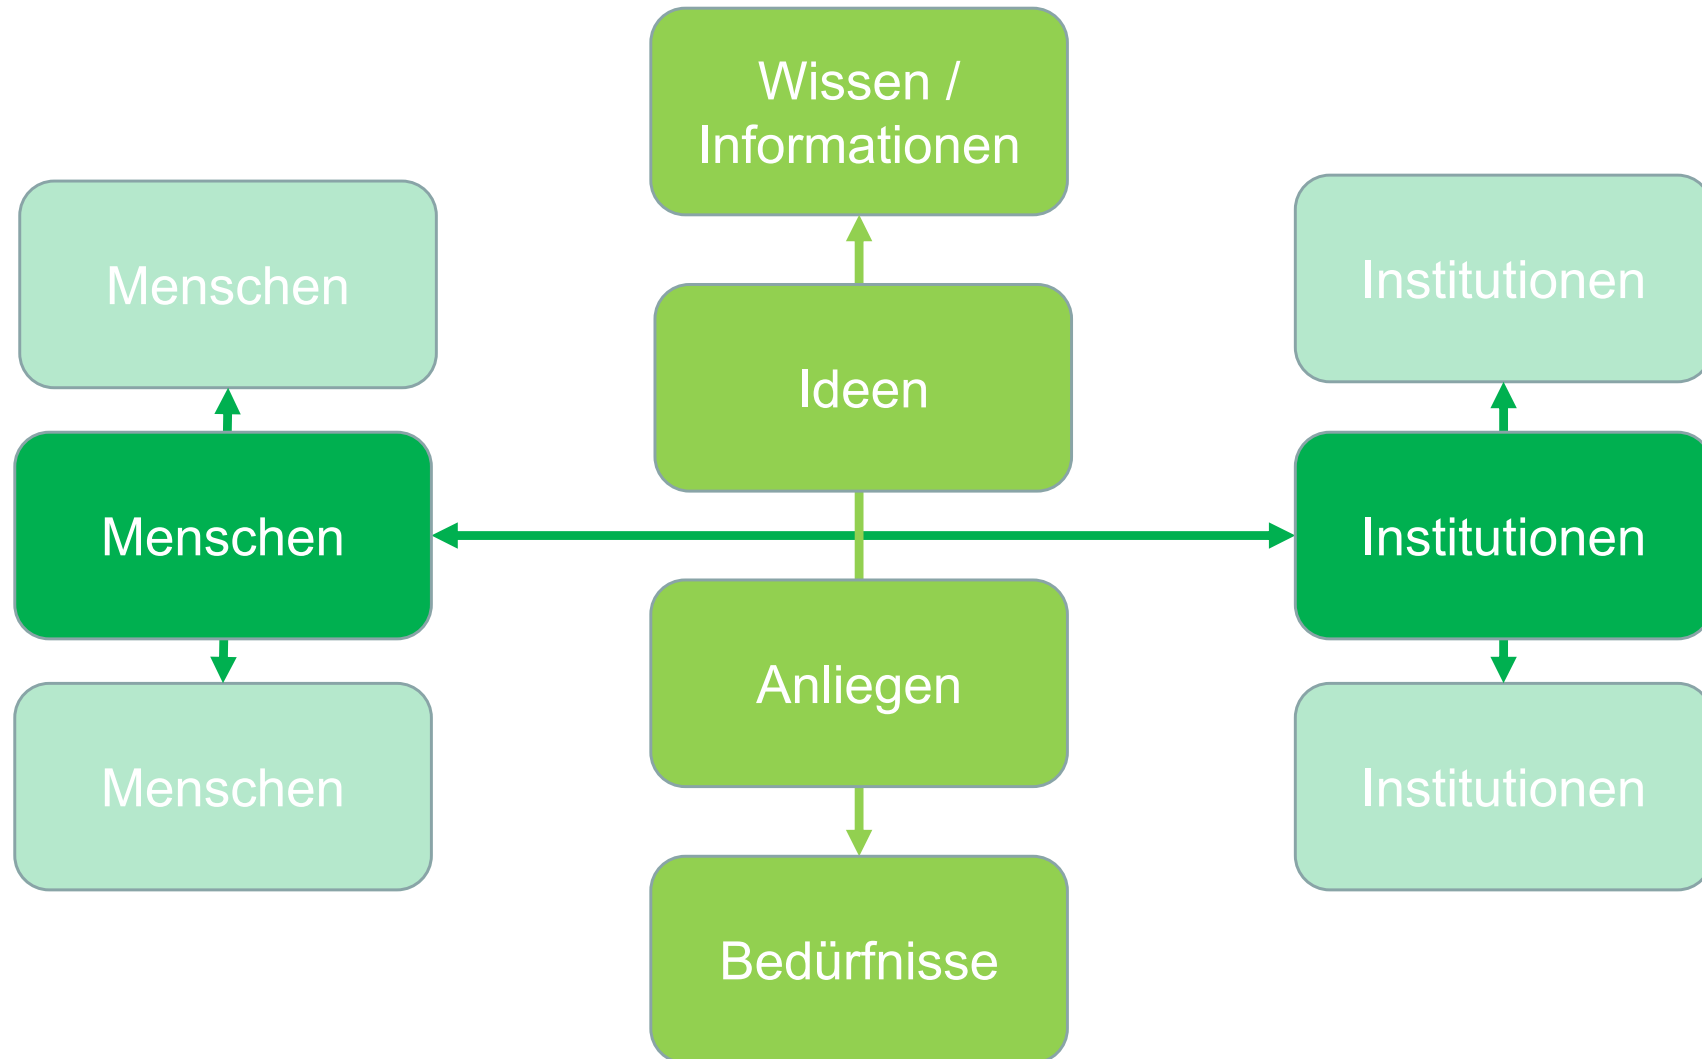 Wissen /
Informationen
Menschen
Institutionen
Ideen
Menschen
Institutionen
Anliegen
Menschen
Institutionen
Bedürfnisse